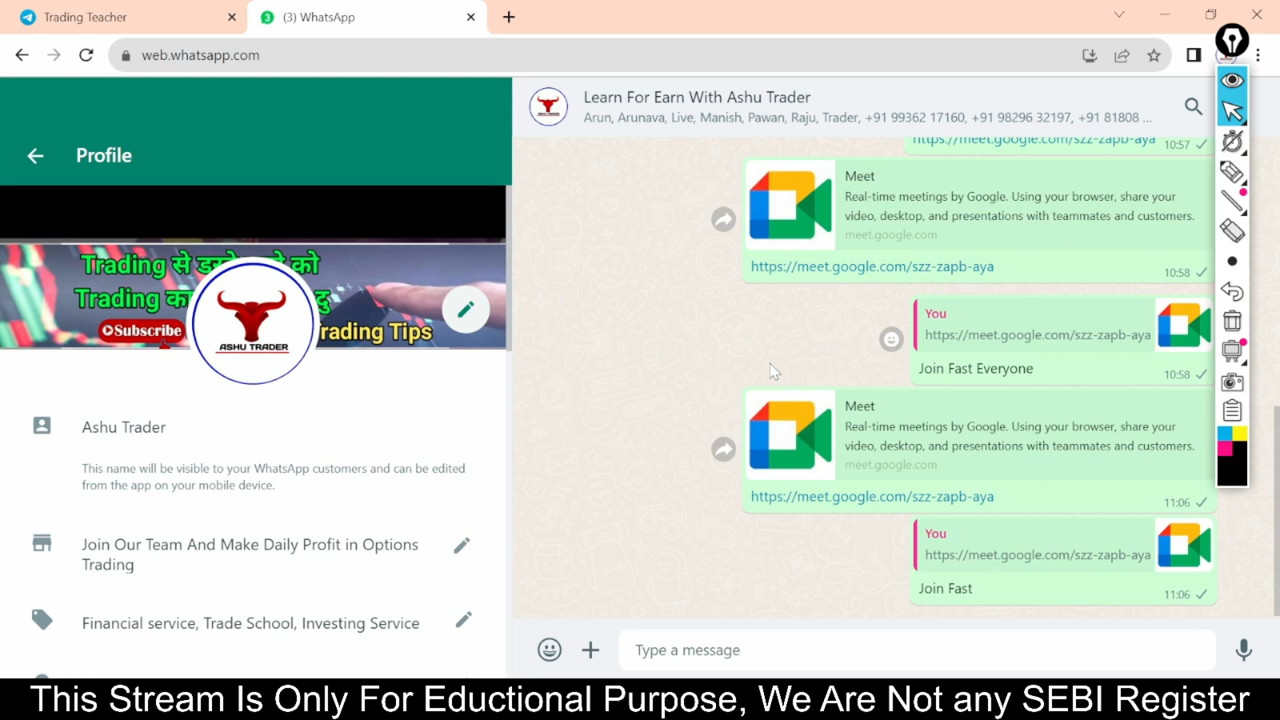 Trading Teacher
(3) WhatsApp
web.whatsapp.com
Profile
Trading से
को
Trading का
दु
Subscribe
rading Tips
ASHU TRADER
Ashu Trader
This name will be visible to your WhatsApp customers and can be edited
from the app on your mobile device.
Join Our Team And Make Daily Profit in Options
Trading
Financial service, Trade School, Investing Service
Learn For Earn With Ashu Trader
Arun, Arunava, Live, Manish, Pawan, Raju, Trader, +91 99362 17160, +91 98296 32197, +91 81808 ...
https://meet.google.com/szz-zapb-aya
10:57
Meet
Real-time meetings by Google. Using your browser, share your
video, desktop, and presentations with teammates and customers.
meet.google.com
https://meet.google.com/szz-zapb-aya
10:58
You
https://meet.google.com/szz-zapb-aya
Join Fast Everyone
10:58
Meet
Real-time meetings by Google. Using your browser, share your
video, desktop, and presentations with teammates and customers.
meet.google.com
https://meet.google.com/szz-zapb-aya
11:06
You
https://meet.google.com/szz-zapb-aya
Join Fast
11:06
Type a message
This Stream Is Only For Eductional Purpose, We Are Not any SEBI Register